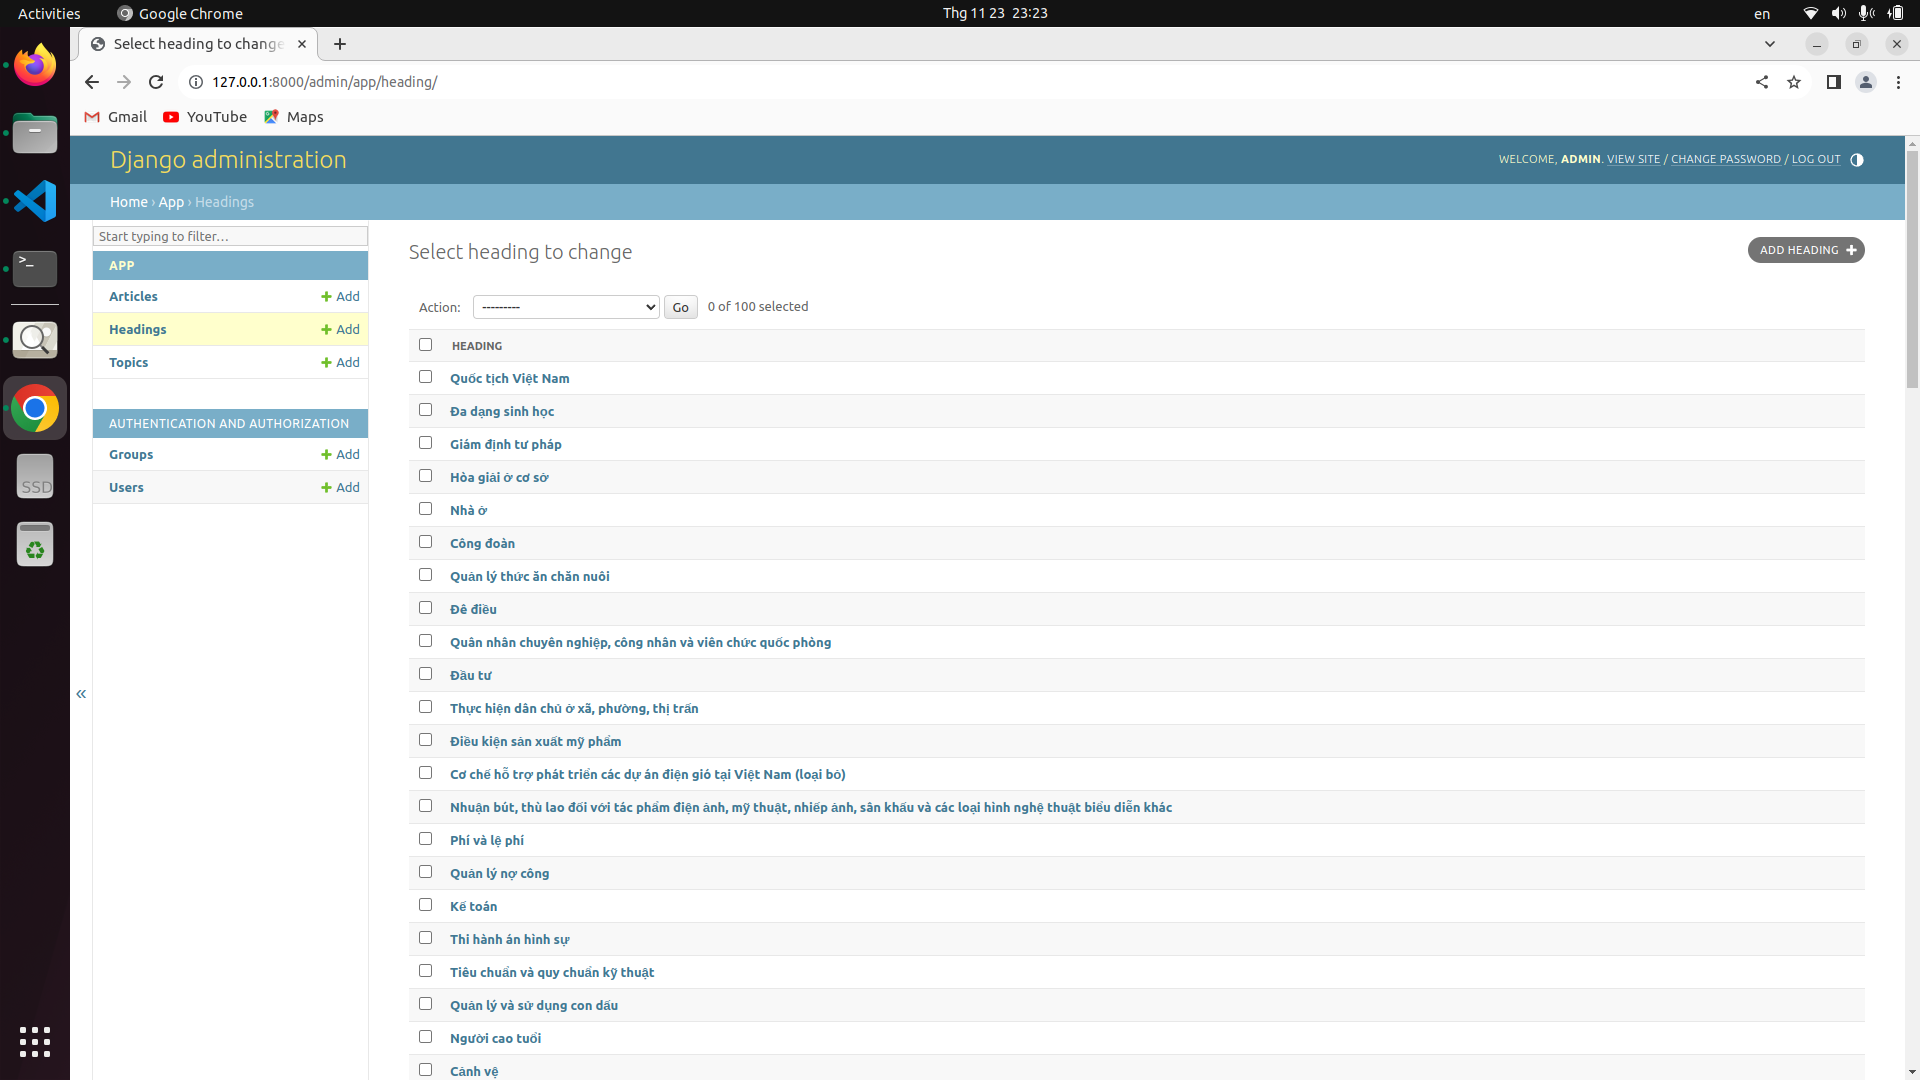 Activities Google Chrome Thg 11 23 23:23 en
Select heading to change
127.0.0.1:8000/admin/app/heading/
Gmail YouTube Maps
Django administration WELCOME, ADMIN. VIEW SITE / CHANGE PASSWORD / LOG OUT
Home › App › Headings
Start typing to filter…
APP
Articles + Add
Headings + Add
Topics + Add
AUTHENTICATION AND AUTHORIZATION
Groups + Add
Users + Add
«
SSD
Select heading to change
ADD HEADING +
Action: --------- Go 0 of 100 selected
HEADING
Quốc tịch Việt Nam
Đa dạng sinh học
Giám định tư pháp
Hòa giải ở cơ sở
Nhà ở
Công đoàn
Quản lý thức ăn chăn nuôi
Đê điều
Quân nhân chuyên nghiệp, công nhân và viên chức quốc phòng
Đầu tư
Thực hiện dân chủ ở xã, phường, thị trấn
Điều kiện sản xuất mỹ phẩm
Cơ chế hỗ trợ phát triển các dự án điện gió tại Việt Nam (loại bỏ)
Nhuận bút, thù lao đối với tác phẩm điện ảnh, mỹ thuật, nhiếp ảnh, sân khấu và các loại hình nghệ thuật biểu diễn khác
Phí và lệ phí
Quản lý nợ công
Kế toán
Thi hành án hình sự
Tiêu chuẩn và quy chuẩn kỹ thuật
Quản lý và sử dụng con dấu
Người cao tuổi
Cảnh vệ